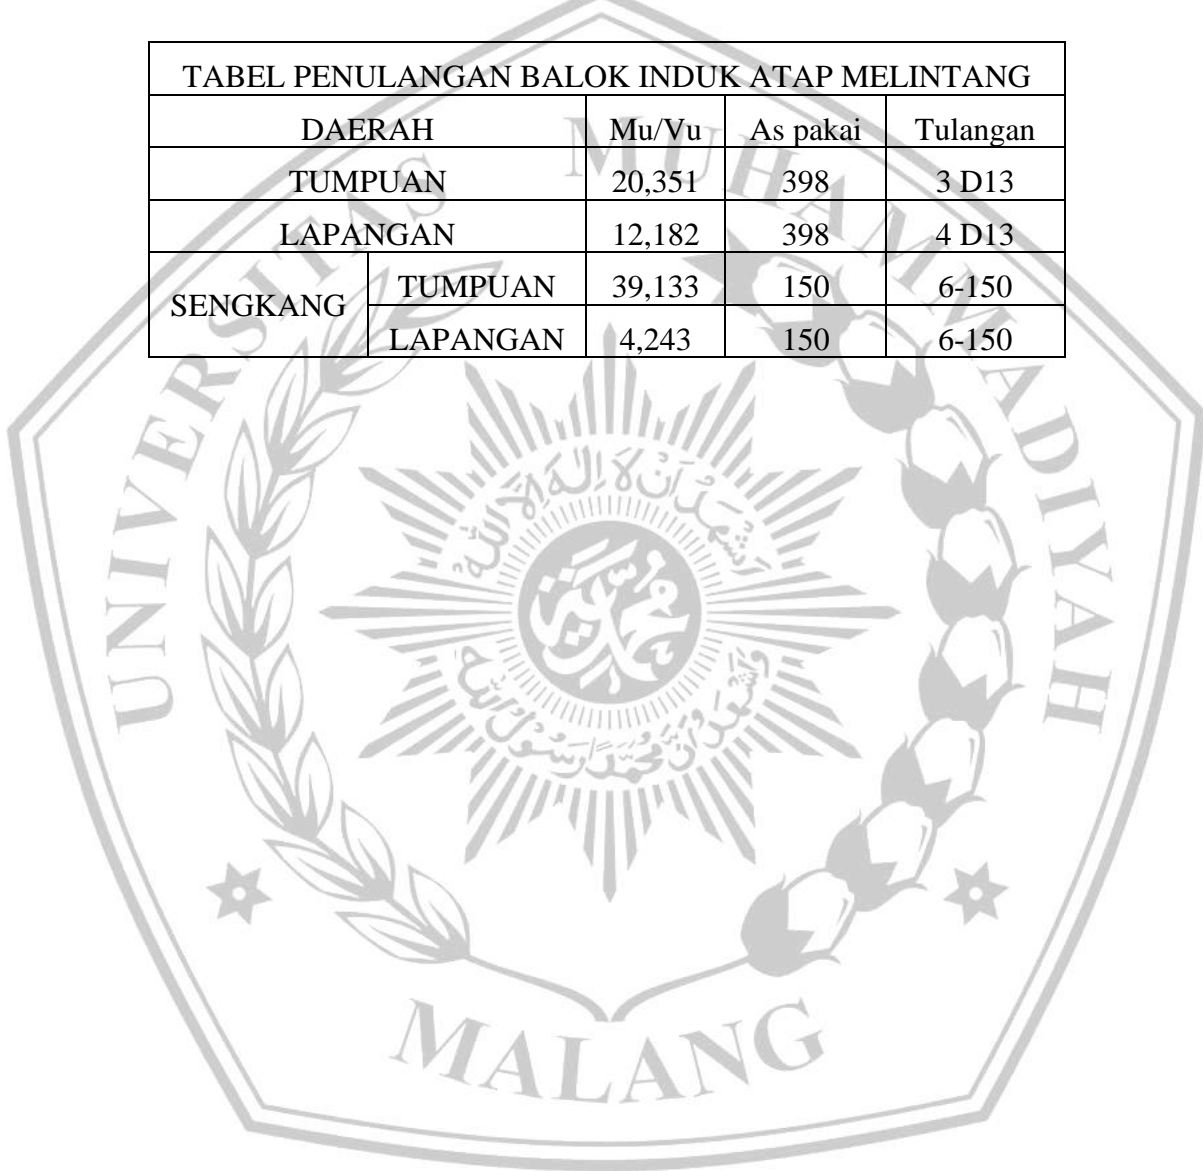 TABEL PENULANGAN BALOK INDUK ATAP MELINTANG
DAERAH Mu/Vu As pakai Tulangan
TUMPUAN 20,351 398 3 D13
LAPANGAN 12,182 398 4 D13
SENGKANG TUMPUAN 39,133 150 6-150
LAPANGAN 4,243 150 6-150
UNIVERSITAS MUHAMMADIYAH
MALANG